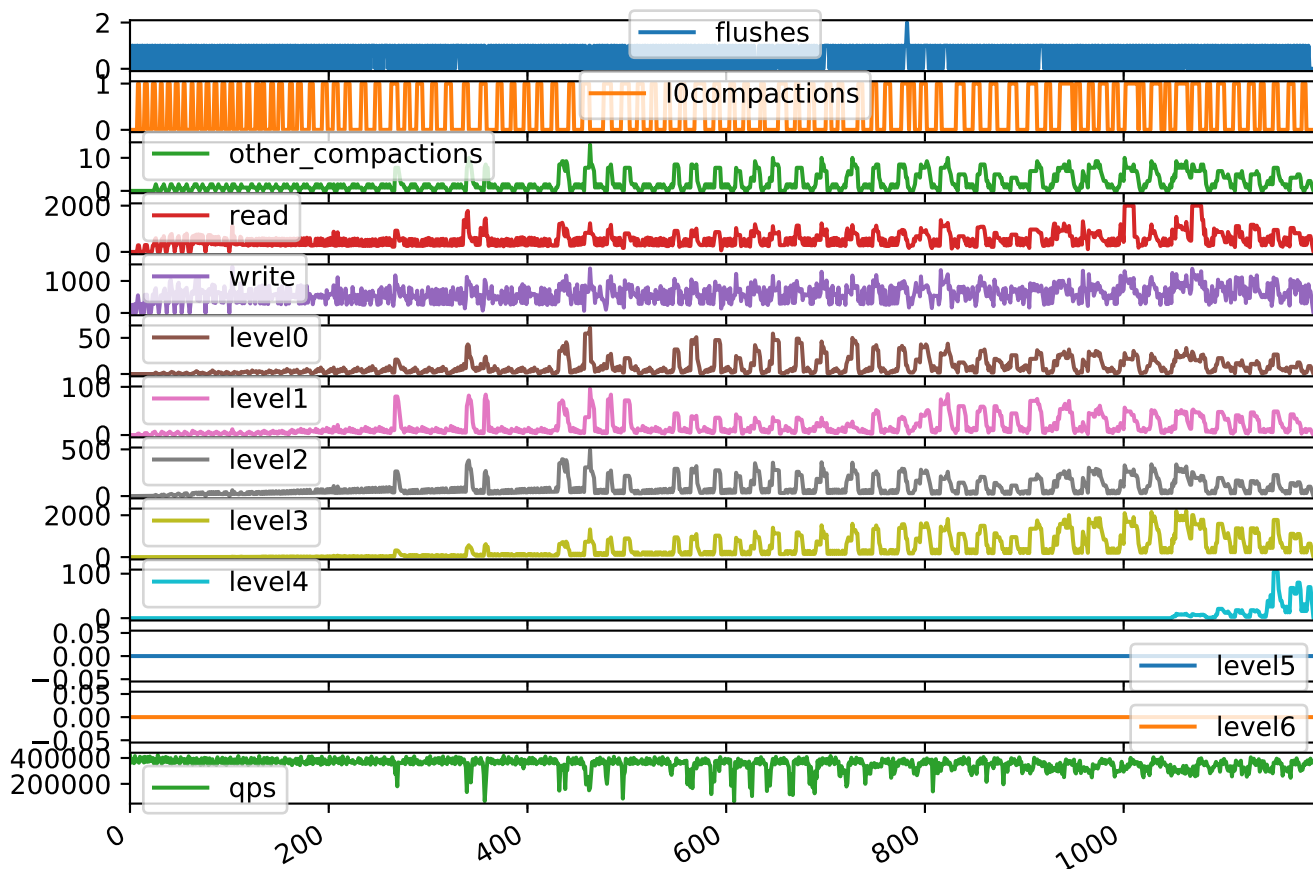 2
flushes
0
1
l0compactions
0
10
other_compactions
0
2000
read
0
1000
write
0
50
level0
0
100
level1
0
500
level2
0
2000
level3
0
100
level4
0
0.05
0.00
−0.05
level5
0.05
0.00
−0.05
level6
400000
200000
qps
0 200 400 600 800 1000